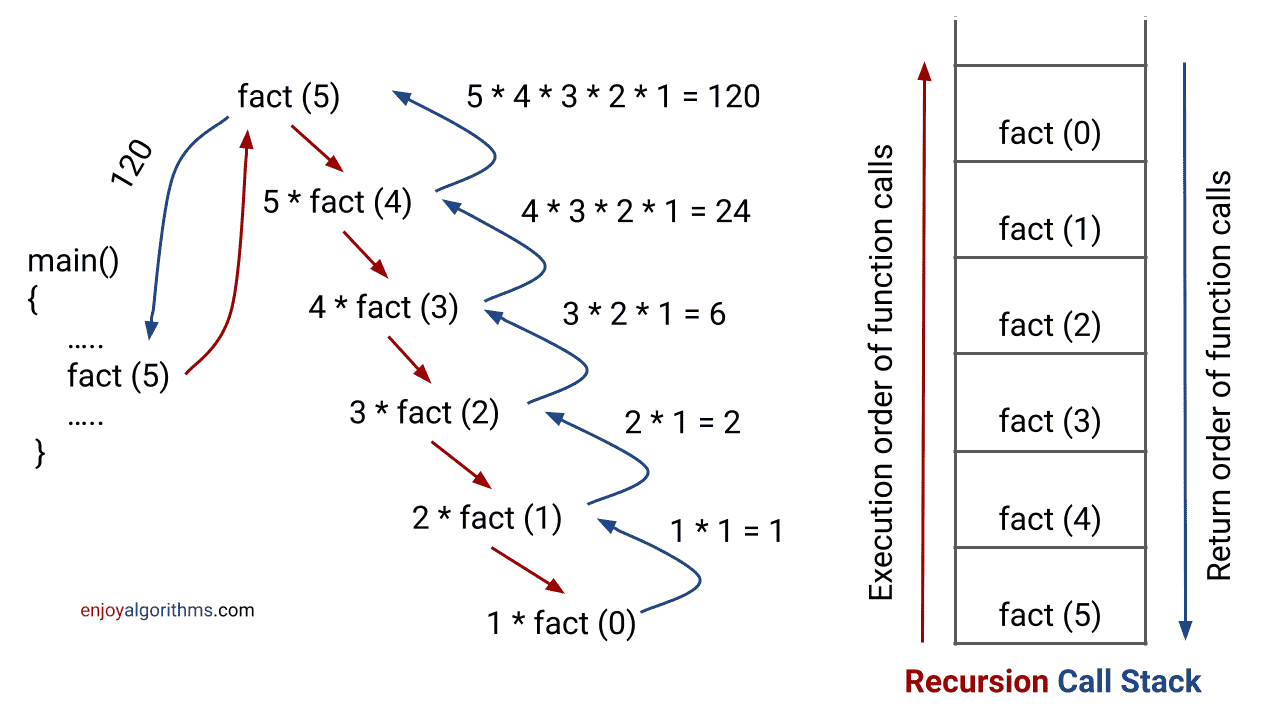 fact (5)
5 * 4 * 3 * 2 * 1 = 120
120
5 * fact (4)
4 * 3 * 2 * 1 = 24
main()
{
…..
fact (5)
…..
}
4 * fact (3)
3 * 2 * 1 = 6
3 * fact (2)
2 * 1 = 2
2 * fact (1)
1 * 1 = 1
1 * fact (0)
enjoyalgorithms.com
Execution order of function calls
fact (0)
fact (1)
fact (2)
fact (3)
fact (4)
fact (5)
Return order of function calls
Recursion Call Stack